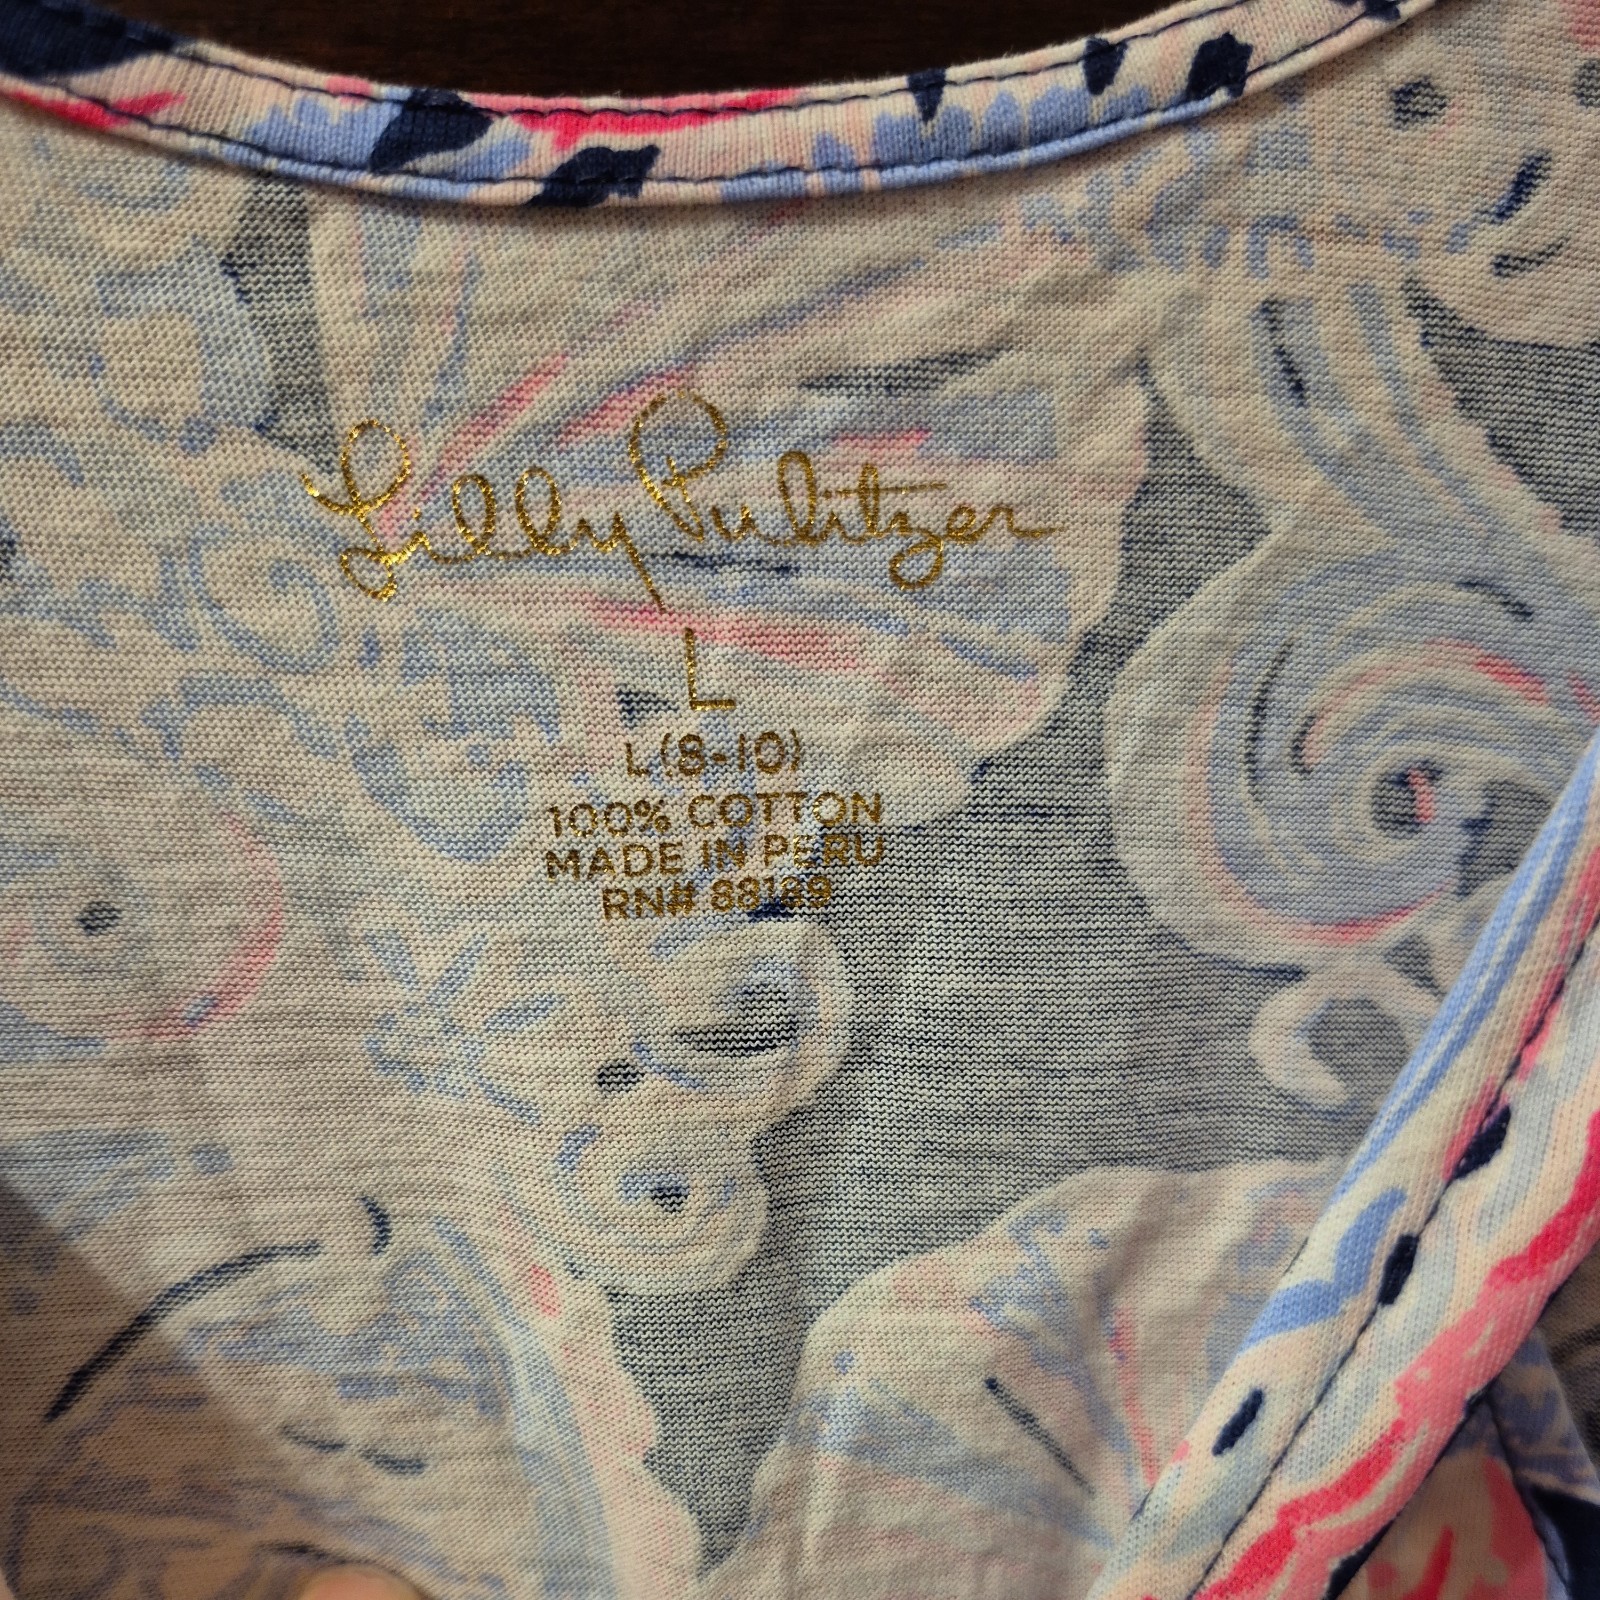 Lilly Pulitzer
L
L (8-10)
100% COTTON
MADE IN PERU
RN# 88189